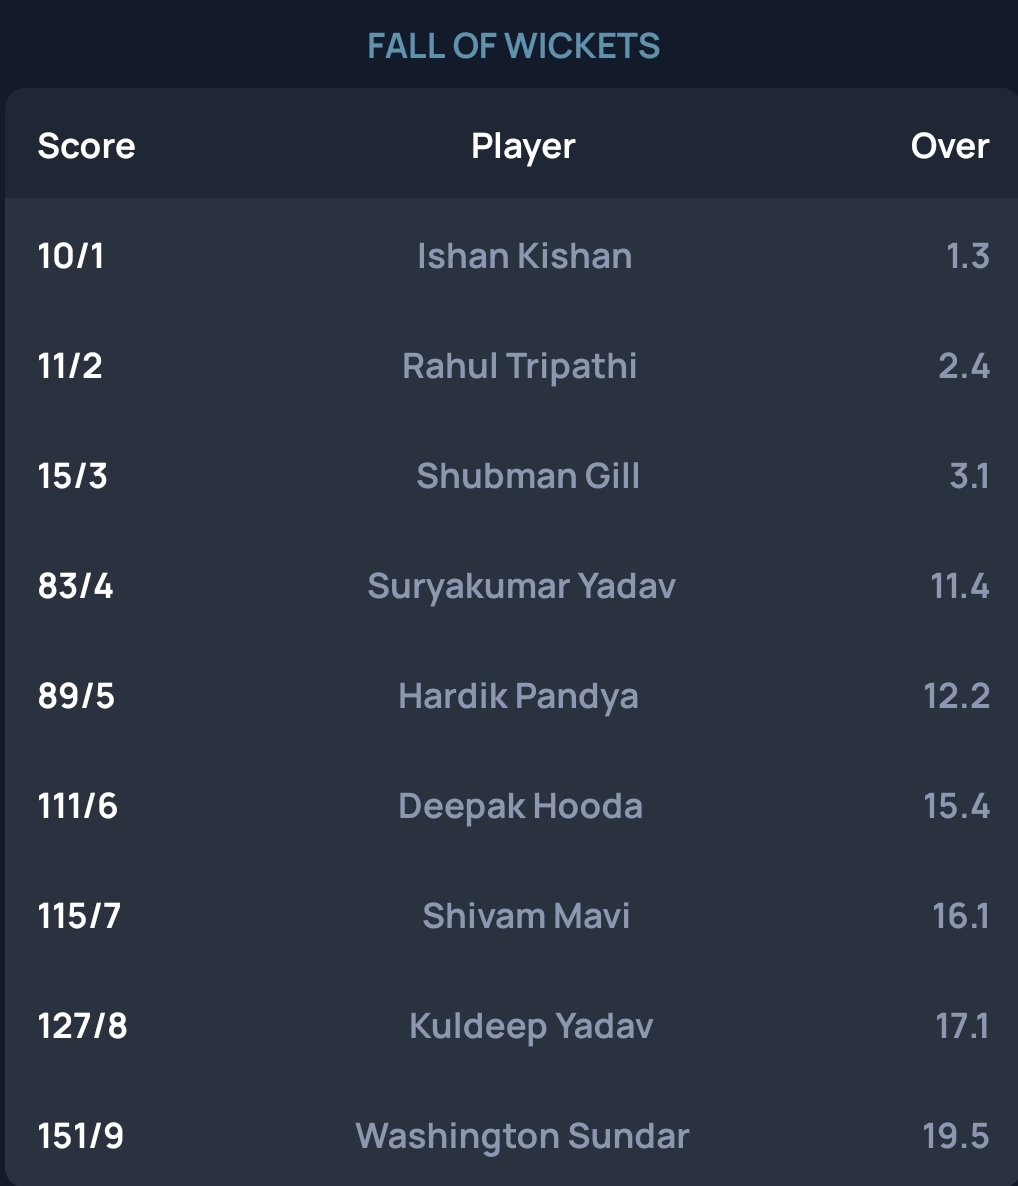 FALL OF WICKETS
Score Player Over
10/1 Ishan Kishan 1.3
11/2 Rahul Tripathi 2.4
15/3 Shubman Gill 3.1
83/4 Suryakumar Yadav 11.4
89/5 Hardik Pandya 12.2
111/6 Deepak Hooda 15.4
115/7 Shivam Mavi 16.1
127/8 Kuldeep Yadav 17.1
151/9 Washington Sundar 19.5